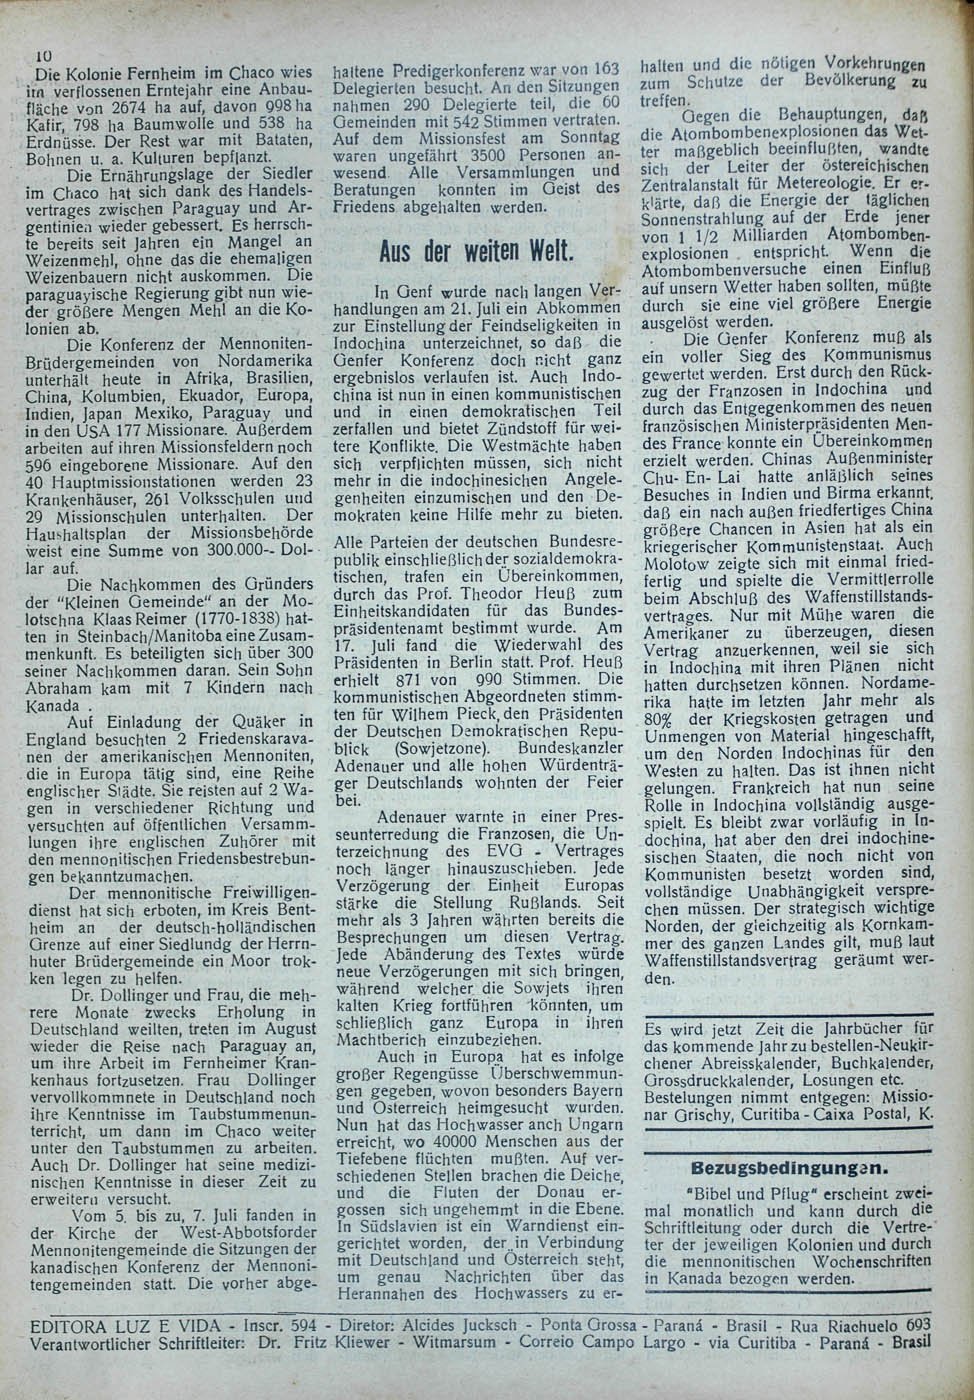 10
Die Kolonie Fernheim im Chaco wies
im verflossenen Erntejahr eine Anbau-
fläche von 2674 ha auf, davon 998 ha
Kafir, 798 ha Baumwolle und 538 ha
Erdnüsse. Der Rest war mit Bataten,
Bohnen u. a. Kulturen bepflanzt.
Die Ernährungslage der Siedler
im Chaco hat sich dank des Handels-
vertrages zwischen Paraguay und Ar-
gentinien wieder gebessert. Es herrsch-
te bereits seit Jahren ein Mangel an
Weizenmehl, ohne das die ehemaligen
Weizenbauern nicht auskommen. Die
paraguayische Regierung gibt nun wie-
der größere Mengen Mehl an die Ko-
lonien ab.
Die Konferenz der Mennoniten-
Brüdergemeinden von Nordamerika
unterhält heute in Afrika, Brasilien,
China, Kolumbien, Ekuador, Europa,
Indien, Japan Mexiko, Paraguay und
in den USA 177 Missionare. Außerdem
arbeiten auf ihren Missionsfeldern noch
596 eingeborene Missionare. Auf den
40 Hauptmissionstationen werden 23
Krankenhäuser, 261 Volksschulen und
29 Missionschulen unterhalten. Der
Haushaltsplan der Missionsbehörde
weist eine Summe von 300.000-- Dol-
lar auf.
Die Nachkommen des Gründers
der "Kleinen Gemeinde" an der Mo-
lotschna Klaas Reimer (1770-1838) hat-
ten in Steinbach/Manitoba eine Zusam-
menkunft. Es beteiligten sich über 300
seiner Nachkommen daran. Sein Sohn
Abraham kam mit 7 Kindern nach
Kanada .
Auf Einladung der Quäker in
England besuchten 2 Friedenskarava-
nen der amerikanischen Mennoniten,
die in Europa tätig sind, eine Reihe
englischer Städte. Sie reisten auf 2 Wa-
gen in verschiedener Richtung und
versuchten auf öffentlichen Versamm-
lungen ihre englischen Zuhörer mit
den mennonitischen Friedensbestrebun-
gen bekanntzumachen.
Der mennonitische Freiwilligen-
dienst hat sich erboten, im Kreis Bent-
heim an der deutsch-holländischen
Grenze auf einer Siedlundg der Herrn-
huter Brüdergemeinde ein Moor trok-
ken legen zu helfen.
Dr. Dollinger und Frau, die meh-
rere Monate zwecks Erholung in
Deutschland weilten, treten im August
wieder die Reise nach Paraguay an,
um ihre Arbeit im Fernheimer Kran-
kenhaus fortzusetzen. Frau Dollinger
vervollkommnete in Deutschland noch
ihre Kenntnisse im Taubstummenun-
terricht, um dann im Chaco weiter
unter den Taubstummen zu arbeiten.
Auch Dr. Dollinger hat seine medizi-
nischen Kenntnisse in dieser Zeit zu
erweitern versucht.
Vom 5. bis zu, 7. Juli fanden in
der Kirche der West-Abbotsforder
Mennonitengemeinde die Sitzungen der
kanadischen Konferenz der Mennoni-
tengemeinden statt. Die vorher abge-
haltene Predigerkonferenz war von 163
Delegierten besucht. An den Sitzungen
nahmen 290 Delegierte teil, die 60
Gemeinden mit 542 Stimmen vertraten.
Auf dem Missionsfest am Sonntag
waren ungefährt 3500 Personen an-
wesend. Alle Versammlungen und
Beratungen konnten im Geist des
Friedens abgehalten werden.
Aus der weiten Welt.
In Genf wurde nach langen Ver-
handlungen am 21. Juli ein Abkommen
zur Einstellung der Feindseligkeiten in
Indochina unterzeichnet, so daß die
Genfer Konferenz doch nicht ganz
ergebnislos verlaufen ist. Auch Indo-
china ist nun in einen kommunistischen
und in einen demokratischen Teil
zerfallen und bietet Zündstoff für wei-
tere Konflikte. Die Westmächte haben
sich verpflichten müssen, sich nicht
mehr in die indochinesichen Angele-
genheiten einzumischen und den De-
mokraten keine Hilfe mehr zu bieten.
Alle Parteien der deutschen Bundesre-
publik einschließlich der sozialdemokra-
tischen, trafen ein Übereinkommen,
durch das Prof. Theodor Heuß zum
Einheitskandidaten für das Bundes-
präsidentenamt bestimmt wurde. Am
17. Juli fand die Wiederwahl des
Präsidenten in Berlin statt. Prof. Heuß
erhielt 871 von 990 Stimmen. Die
kommunistischen Abgeordneten stimm-
ten für Wilhem Pieck, den Präsidenten
der Deutschen Demokratischen Repu-
blick (Sowjetzone). Bundeskanzler
Adenauer und alle hohen Würdenträ-
ger Deutschlands wohnten der Feier
bei.
Adenauer warnte in einer Pres-
seunterredung die Franzosen, die Un-
terzeichnung des EVG - Vertrages
noch länger hinauszuschieben. Jede
Verzögerung der Einheit Europas
stärke die Stellung Rußlands. Seit
mehr als 3 Jahren währten bereits die
Besprechungen um diesen Vertrag.
Jede Abänderung des Textes würde
neue Verzögerungen mit sich bringen,
während welcher die Sowjets ihren
kalten Krieg fortführen könnten, um
schließlich ganz Europa in ihren
Machtberich einzubeziehen.
Auch in Europa hat es infolge
großer Regengüsse Überschwemmun-
gen gegeben, wovon besonders Bayern
und Österreich heimgesucht wurden.
Nun hat das Hochwasser anch Ungarn
erreicht, wo 40000 Menschen aus der
Tiefebene flüchten mußten. Auf ver-
schiedenen Stellen brachen die Deiche,
und die Fluten der Donau er-
gossen sich ungehemmt in die Ebene.
In Südslavien ist ein Warndienst ein-
gerichtet worden, der in Verbindung
mit Deutschland und Österreich steht,
um genau Nachrichten über das
Herannahen des Hochwassers zu er-
halten und die nötigen Vorkehrungen
zum Schutze der Bevölkerung zu
treffen.
Gegen die Behauptungen, daß
die Atombombenexplosionen das Wet-
ter maßgeblich beeinflußten, wandte
sich der Leiter der östereichischen
Zentralanstalt für Metereologie. Er er-
klärte, daß die Energie der täglichen
Sonnenstrahlung auf der Erde jener
von 1 1/2 Milliarden Atombomben-
explosionen entspricht. Wenn die
Atombombenversuche einen Einfluß
auf unsern Wetter haben sollten, müßte
durch sie eine viel größere Energie
ausgelöst werden.
Die Genfer Konferenz muß als
ein voller Sieg des Kommunismus
gewertet werden. Erst durch den Rück-
zug der Franzosen in Indochina und
durch das Entgegenkommen des neuen
französischen Ministerpräsidenten Men-
des France konnte ein Übereinkommen
erzielt werden. Chinas Außenminister
Chu- En- Lai hatte anläßlich seines
Besuches in Indien und Birma erkannt,
daß ein nach außen friedfertiges China
größere Chancen in Asien hat als ein
kriegerischer Kommunistenstaat. Auch
Molotow zeigte sich mit einmal fried-
fertig und spielte die Vermittlerrolle
beim Abschluß des Waffenstillstands-
vertrages. Nur mit Mühe waren die
Amerikaner zu überzeugen, diesen
Vertrag anzuerkennen, weil sie sich
in Indochina mit ihren Plänen nicht
hatten durchsetzen können. Nordame-
rika hatte im letzten Jahr mehr als
80% der Kriegskosten getragen und
Unmengen von Material hingeschafft,
um den Norden Indochinas für den
Westen zu halten. Das ist ihnen nicht
gelungen. Frankreich hat nun seine
Rolle in Indochina vollständig ausge-
spielt. Es bleibt zwar vorläufig in In-
dochina, hat aber den drei indochine-
sischen Staaten, die noch nicht von
Kommunisten besetzt worden sind,
vollständige Unabhängigkeit verspre-
chen müssen. Der strategisch wichtige
Norden, der gleichzeitig als Kornkam-
mer des ganzen Landes gilt, muß laut
Waffenstillstandsvertrag geräumt wer-
den.
Es wird jetzt Zeit die Jahrbücher für
das kommende Jahr zu bestellen-Neukir-
chener Abreisskalender, Buchkalender,
Grossdruckkalender, Losungen etc.
Bestelungen nimmt entgegen: Missio-
nar Grischy, Curitiba - Caixa Postal, K.
Bezugsbedingungen.
"Bibel und Pflug" erscheint zwei-
mal monatlich und kann durch die
Schriftleitung oder durch die Vertre-
ter der jeweiligen Kolonien und durch
die mennonitischen Wochenschriften
in Kanada bezogen werden.
EDITORA LUZ E VIDA - Inscr. 594 - Diretor: Alcides Jucksch - Ponta Grossa - Paraná - Brasil - Rua Riachuelo 693
Verantwortlicher Schriftleiter: Dr. Fritz Kliewer - Witmarsum - Correio Campo Largo - via Curitiba - Paraná - Brasil